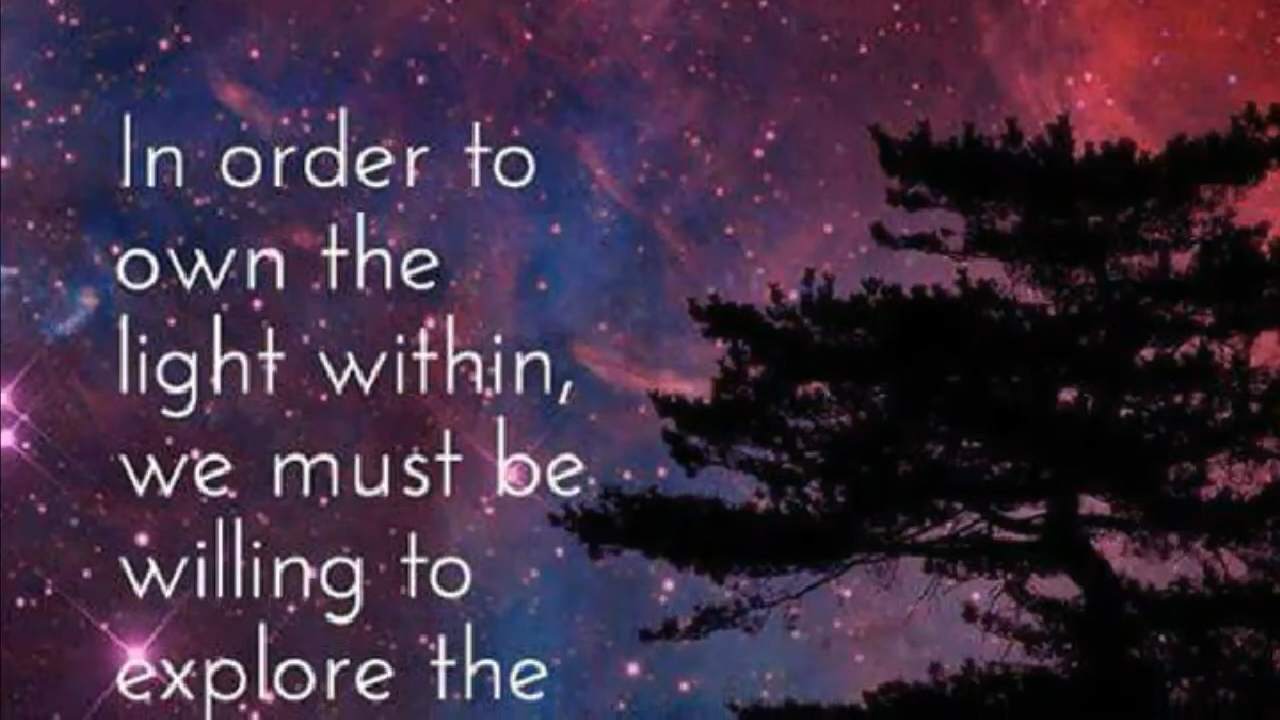 In order to
own the
light within,
we must be
willing to
explore the